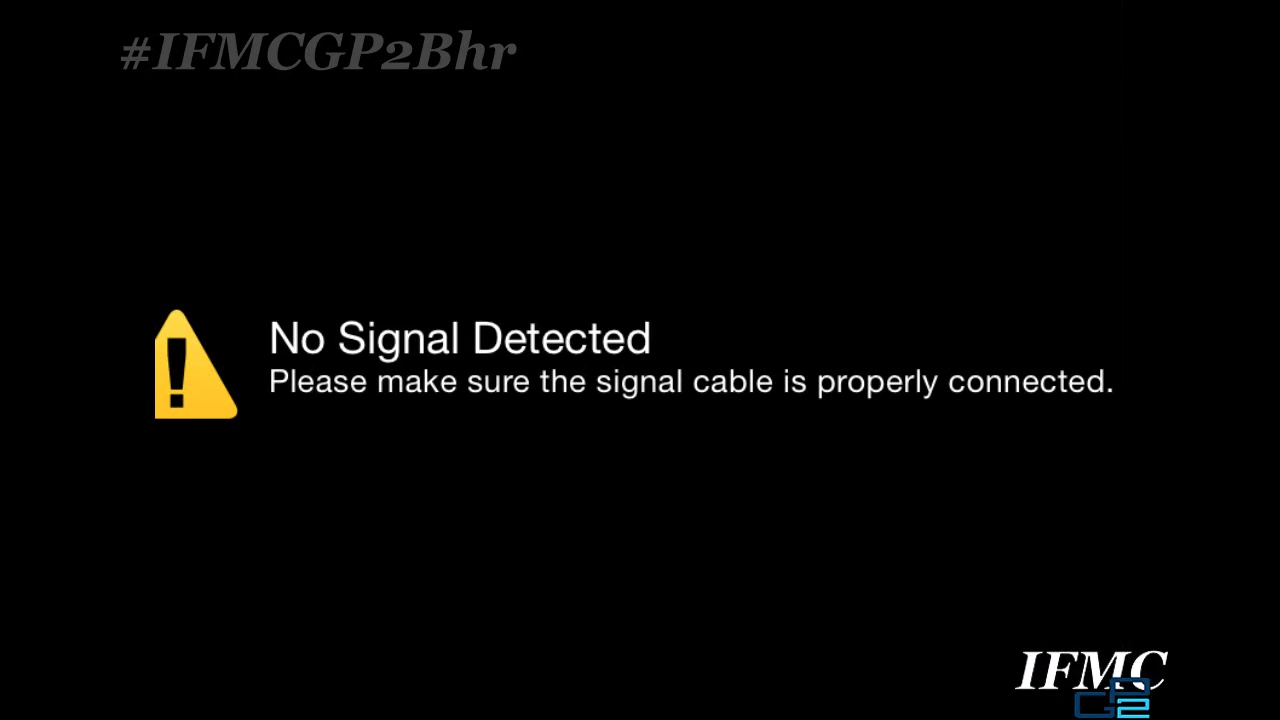 #IFMCGP2Bhr
!
No Signal Detected
Please make sure the signal cable is properly connected.
IFMC
GP2